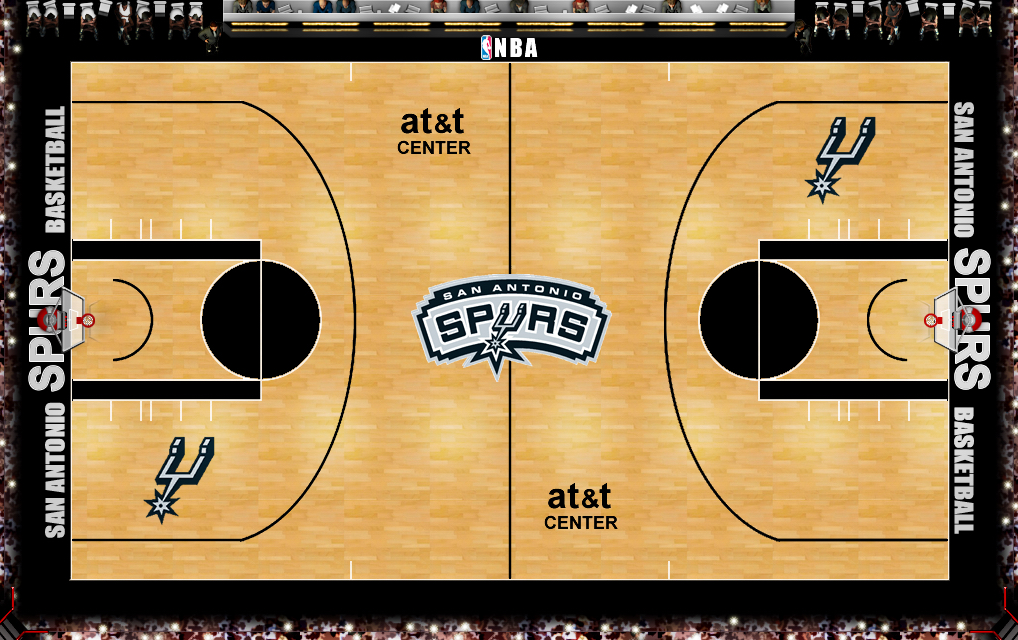 NBA
at&t
CENTER
BASKETBALL
SPURS
SAN ANTONIO
SAN ANTONIO
SPURS
SAN ANTONIO
SPURS
BASKETBALL
at&t
CENTER